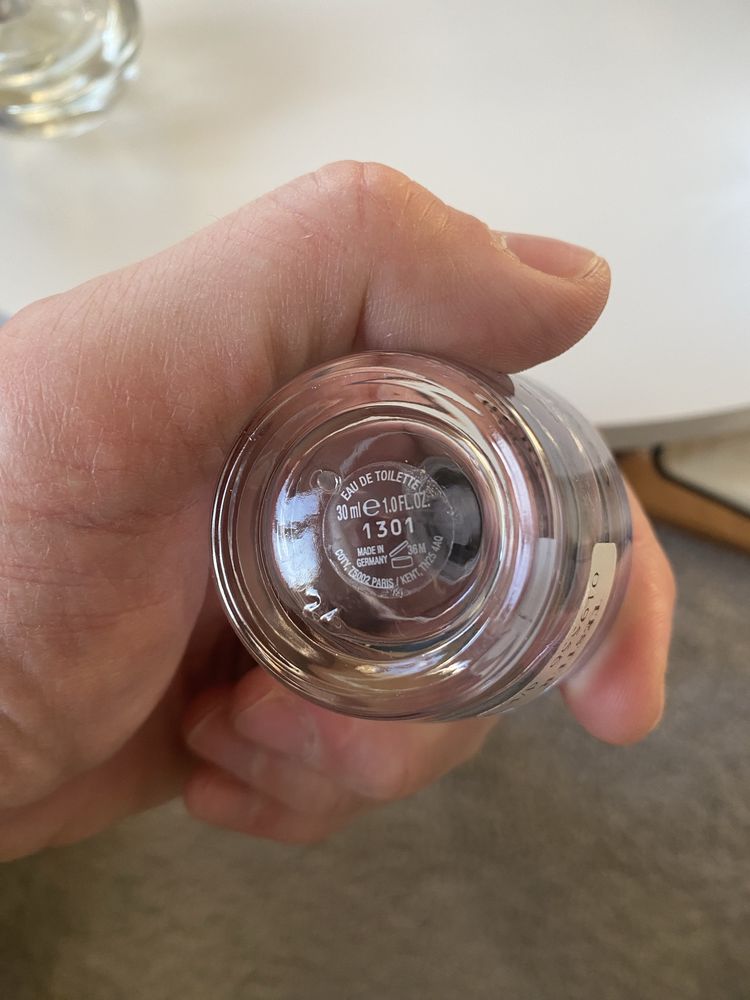 EAU DE TOILETTE
30 ml ℮ 1.0 FL.OZ.
1301
MADE IN
GERMANY
36M
COTY, 75002 PARIS / KENT, TN25 4AQ
24